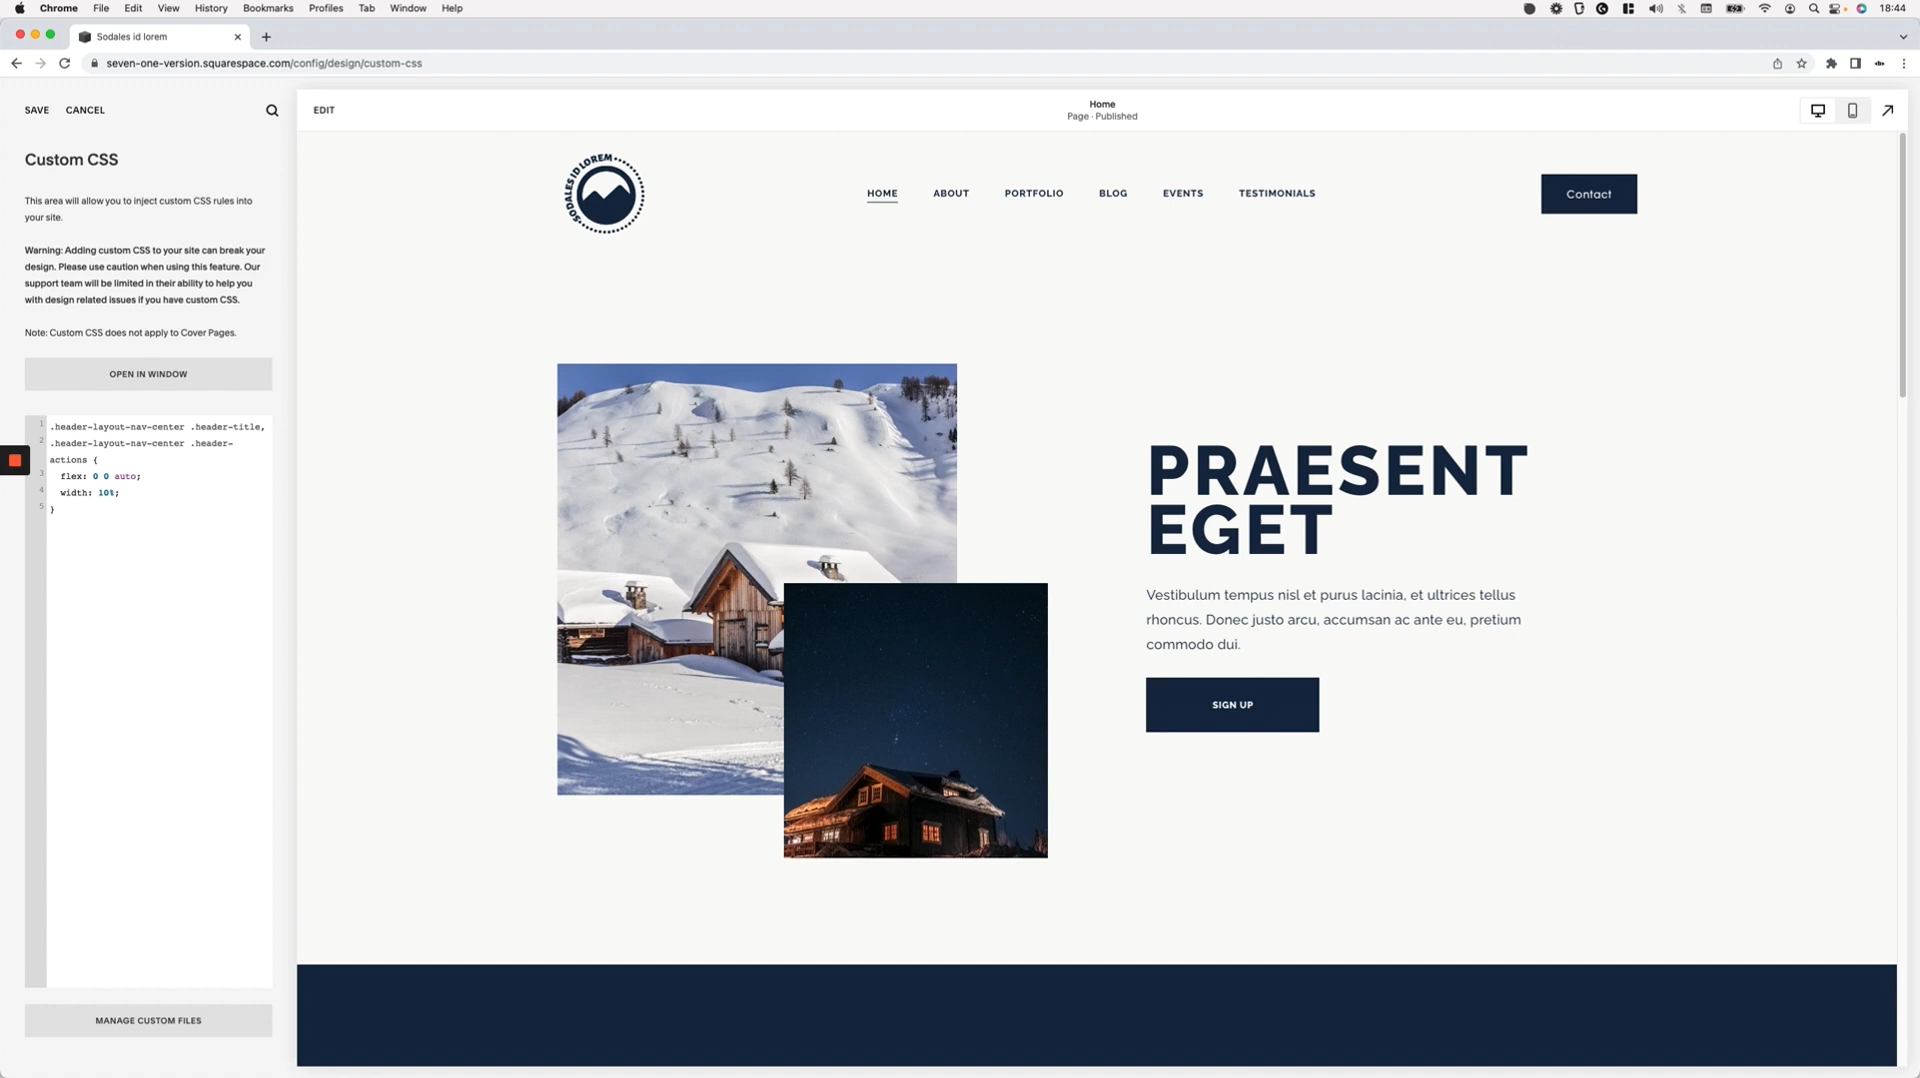 Chrome File Edit View History Bookmarks Profiles Tab Window Help 18:44
Sodales id lorem
seven-one-version.squarespace.com/config/design/custom-css
SAVE CANCEL
EDIT
Home
Page · Published
Custom CSS
This area will allow you to inject custom CSS rules into
your site.
Warning: Adding custom CSS to your site can break your
design. Please use caution when using this feature. Our
support team will be limited in their ability to help you
with design related issues if you have custom CSS.
Note: Custom CSS does not apply to Cover Pages.
OPEN IN WINDOW
1 .header-layout-nav-center .header-title,
2 .header-layout-nav-center .header-
actions {
3 flex: 0 0 auto;
4 width: 10%;
5 }
MANAGE CUSTOM FILES
SODALES ID LOREM
HOME ABOUT PORTFOLIO BLOG EVENTS TESTIMONIALS
Contact
PRAESENT
EGET
Vestibulum tempus nisl et purus lacinia, et ultrices tellus
rhoncus. Donec justo arcu, accumsan ac ante eu, pretium
commodo dui.
SIGN UP